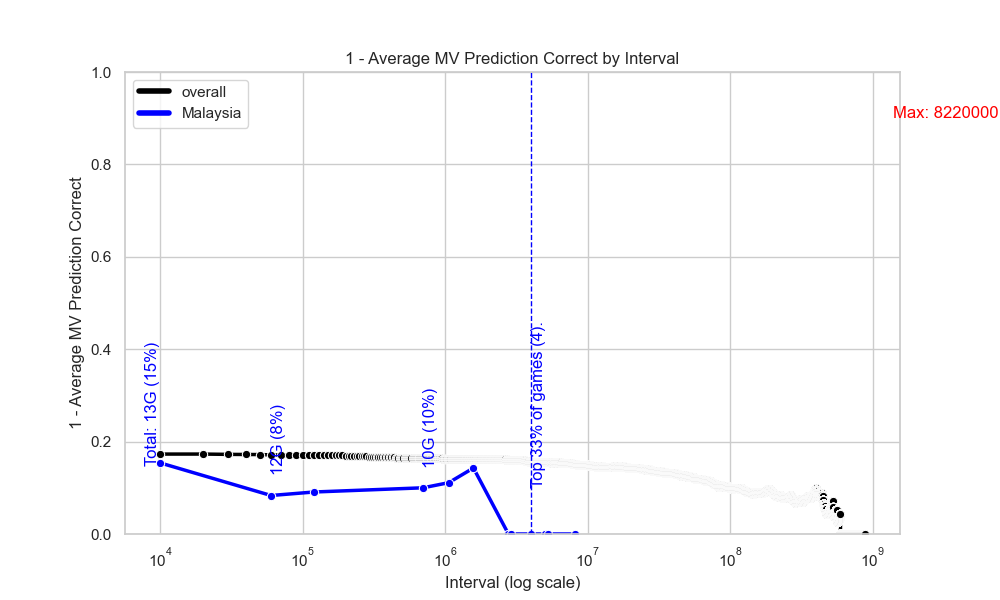 1 - Average MV Prediction Correct by Interval
1.0
0.8
0.6
0.4
0.2
0.0
1 - Average MV Prediction Correct
overall
Malaysia
Max: 8220000
Total: 13G (15%)
12G (8%)
10G (10%)
Top 33% of games (4).
10^4
10^5
10^6
10^7
10^8
10^9
Interval (log scale)